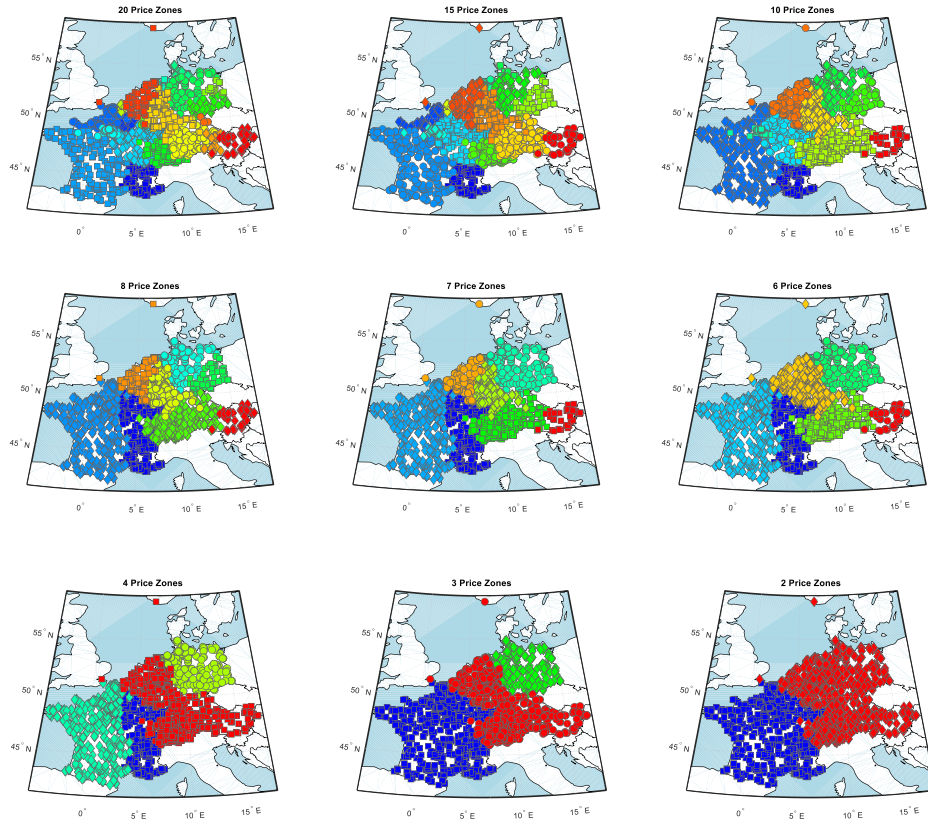 20 Price Zones
15 Price Zones
10 Price Zones
55° N
50° N
45° N
0°
5° E
10° E
15° E
55° N
50° N
45° N
0°
5° E
10° E
15° E
55° N
50° N
45° N
0°
5° E
10° E
15° E
8 Price Zones
7 Price Zones
6 Price Zones
55° N
50° N
45° N
0°
5° E
10° E
15° E
55° N
50° N
45° N
0°
5° E
10° E
15° E
55° N
50° N
45° N
0°
5° E
10° E
15° E
4 Price Zones
3 Price Zones
2 Price Zones
55° N
50° N
45° N
0°
5° E
10° E
15° E
55° N
50° N
45° N
0°
5° E
10° E
15° E
55° N
50° N
45° N
0°
5° E
10° E
15° E